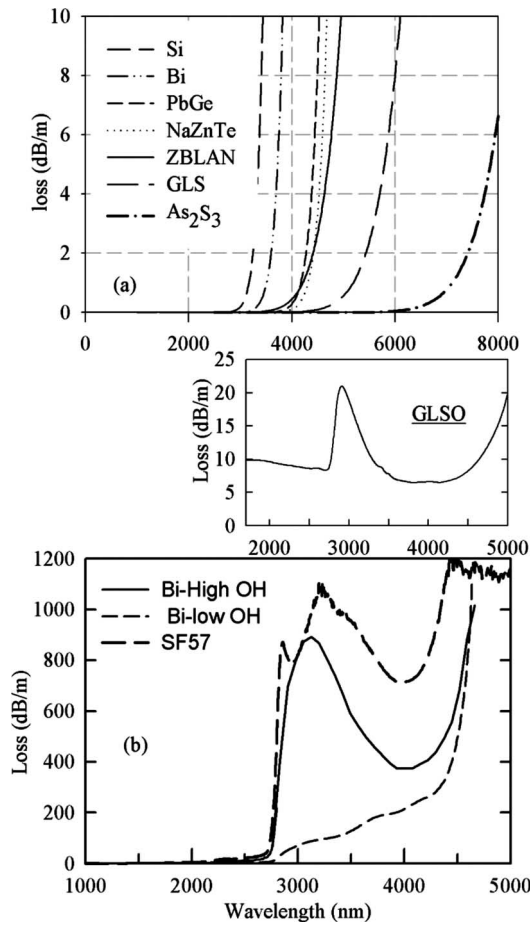 10
8
6
4
2
0
loss (dB/m)
Si
Bi
PbGe
NaZnTe
ZBLAN
GLS
As2S3
(a)
0 2000 4000 6000 8000
25
20
15
10
5
0
Loss (dB/m)
GLSO
2000 3000 4000 5000
1200
1000
800
600
400
200
0
Loss (dB/m)
Bi-High OH
Bi-low OH
SF57
(b)
1000 2000 3000 4000 5000
Wavelength (nm)